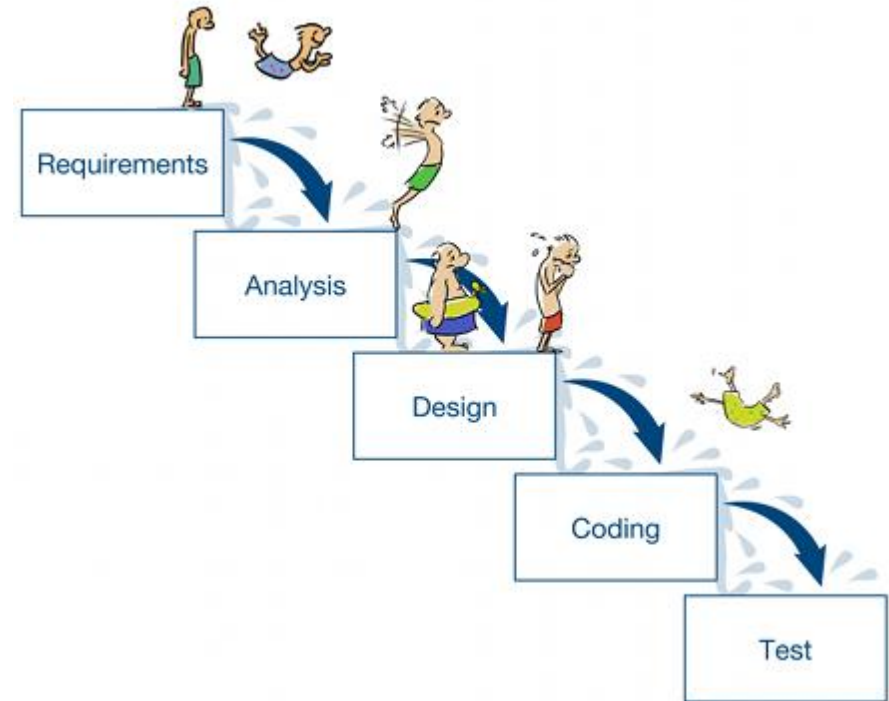 Requirements
Analysis
Design
Coding
Test